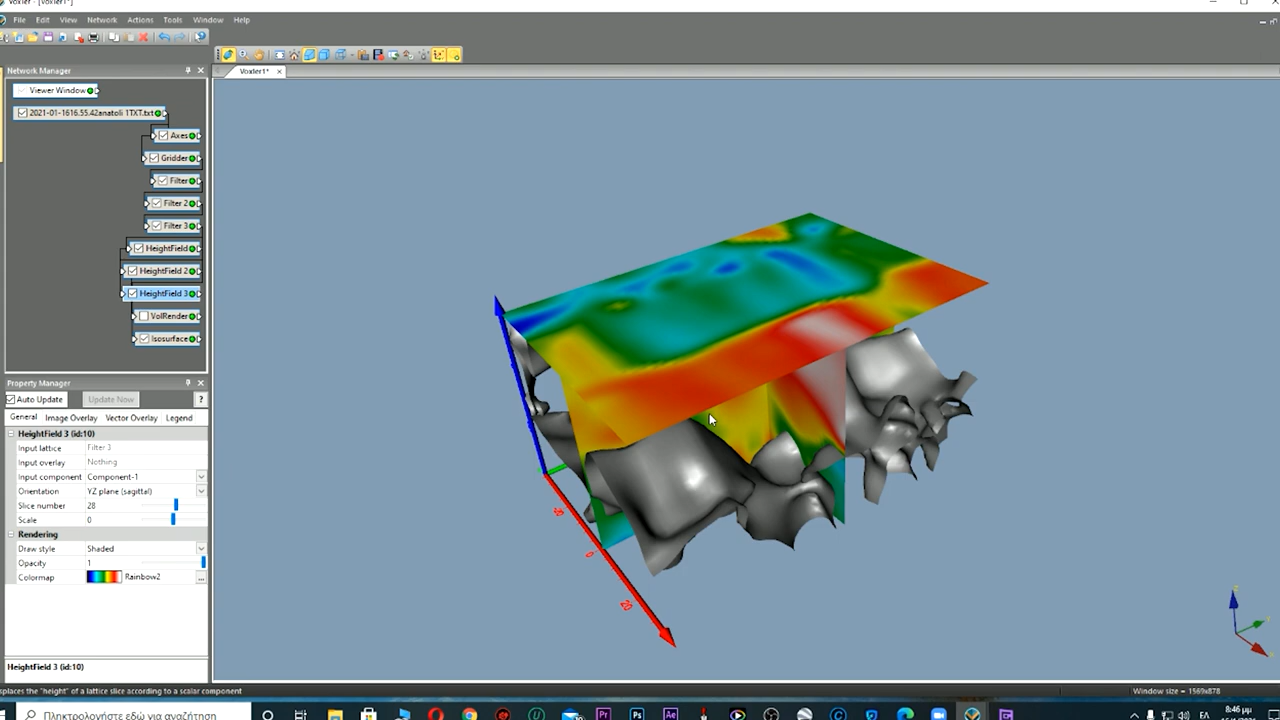 Voxler - [Voxler1*]
File Edit View Network Actions Tools Window Help
Network Manager
Voxler1*
Viewer Window
2021-01-1616.55.42anatoli 1TXT.txt
Axes
Gridder
Filter
Filter 2
Filter 3
HeightField
HeightField 2
HeightField 3
VolRender
Isosurface
Property Manager
Auto Update Update Now ?
General Image Overlay Vector Overlay Legend
HeightField 3 (id:10)
Input lattice Filter 3
Input overlay Nothing
Input component Component-1
Orientation YZ plane (sagittal)
Slice number 28
Scale 0
Rendering
Draw style Shaded
Opacity 1
Colormap Rainbow2 ...
HeightField 3 (id:10)
splaces the "height" of a lattice slice according to a scalar component
Window size = 1569x878
Πληκτρολογήστε εδώ για αναζήτηση
Pr Ps Ae
ΕΛ
8:46 μμ